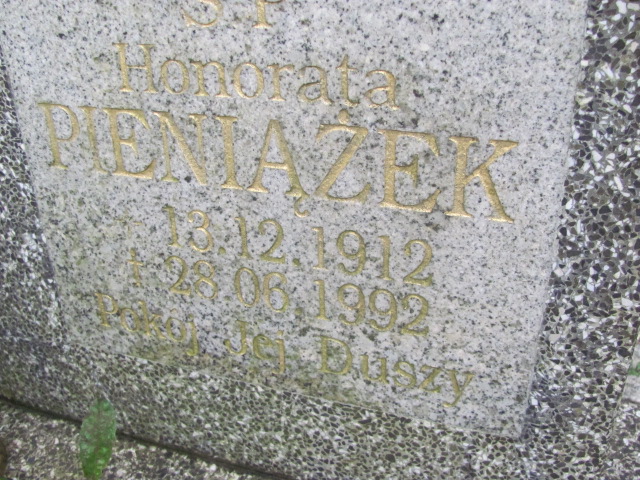 S P
Honorata
PIENIĄŻEK
* 13.12.1912
† 28.06.1992
Pokój Jej Duszy